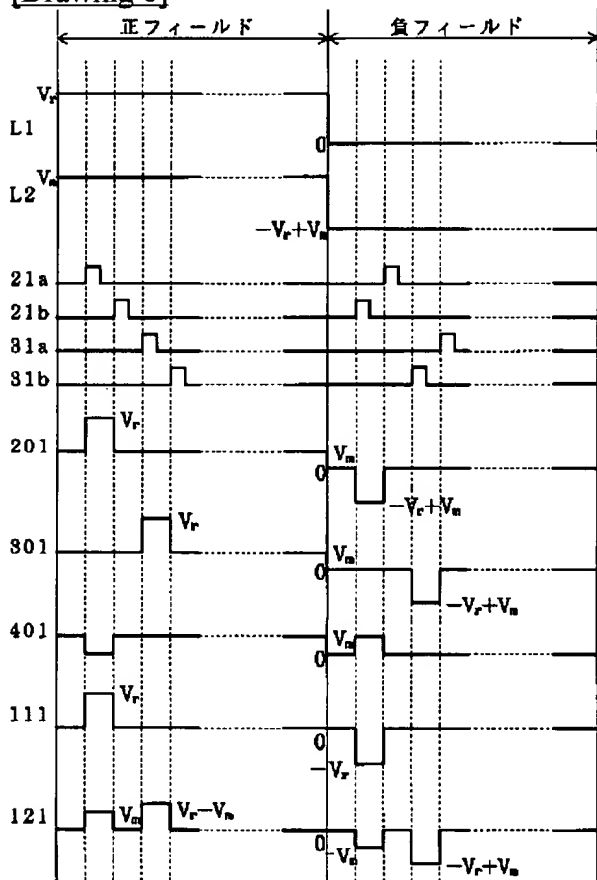 [Drawing
正フィールド 負フィールド
Vr
L1 0
Vm
L2
−Vr+Vm
21a
21b
31a
31b
Vr
201 Vm
0
−Vr+Vm
Vr
301 Vm
0
−Vr+Vm
401 Vm
0
Vr
111
0
−Vr
121 Vm Vr−Vm
0
−Vm
−Vr+Vm